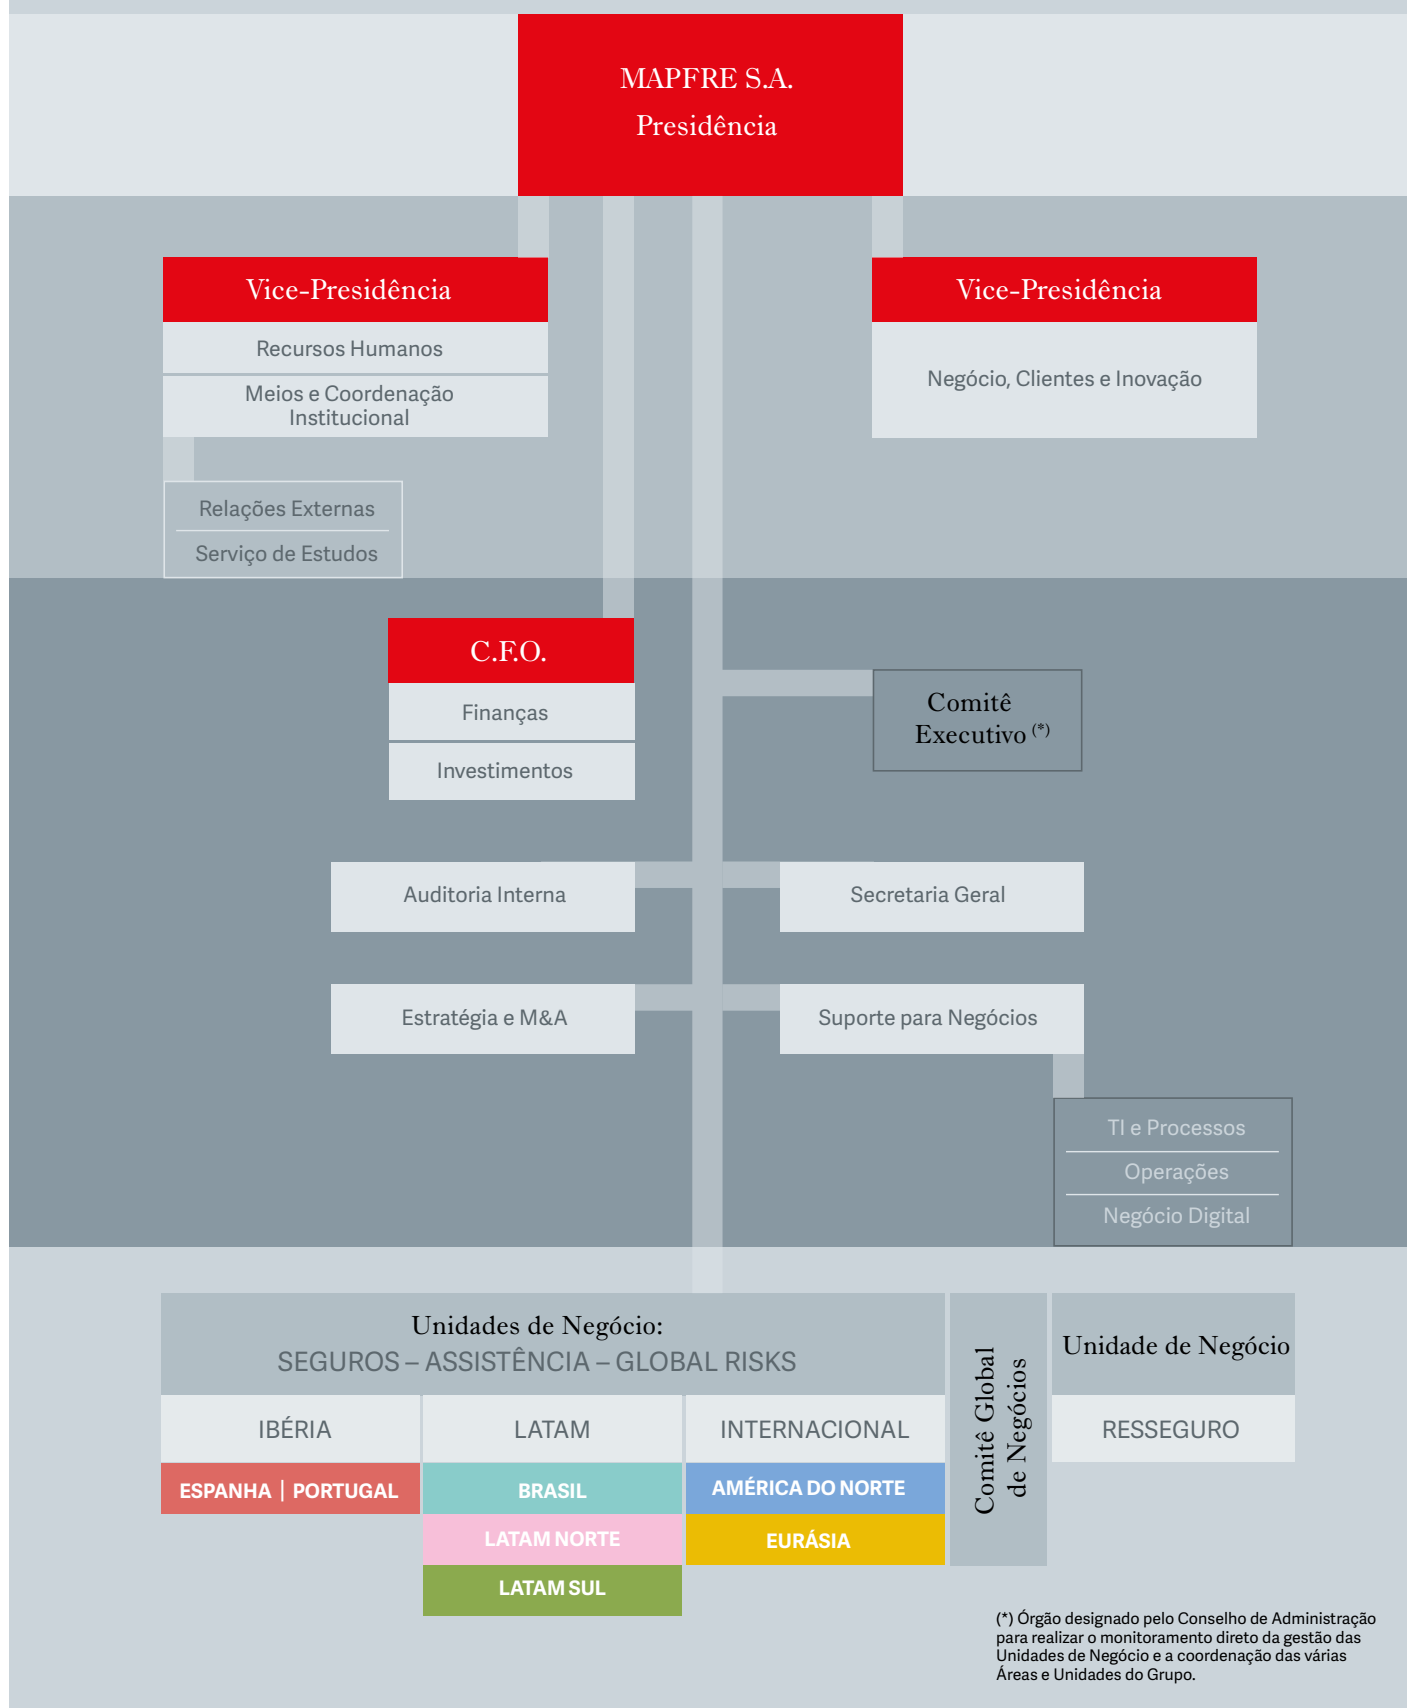 MAPFRE S.A.
Presidência
Vice-Presidência
Recursos Humanos
Meios e Coordenação
Institucional
Relações Externas
Serviço de Estudos
Vice-Presidência
Negócio, Clientes e Inovação
C.F.O.
Finanças
Investimentos
Comitê
Executivo (*)
Auditoria Interna
Secretaria Geral
Estratégia e M&A
Suporte para Negócios
TI e Processos
Operações
Negócio Digital
Unidades de Negócio:
SEGUROS – ASSISTÊNCIA – GLOBAL RISKS
IBÉRIA
LATAM
INTERNACIONAL
ESPANHA | PORTUGAL
BRASIL
AMÉRICA DO NORTE
LATAM NORTE
EURÁSIA
LATAM SUL
Comitê Global
de Negócios
Unidade de Negócio
RESSEGURO
(*) Órgão designado pelo Conselho de Administração
para realizar o monitoramento direto da gestão das
Unidades de Negócio e a coordenação das várias
Áreas e Unidades do Grupo.